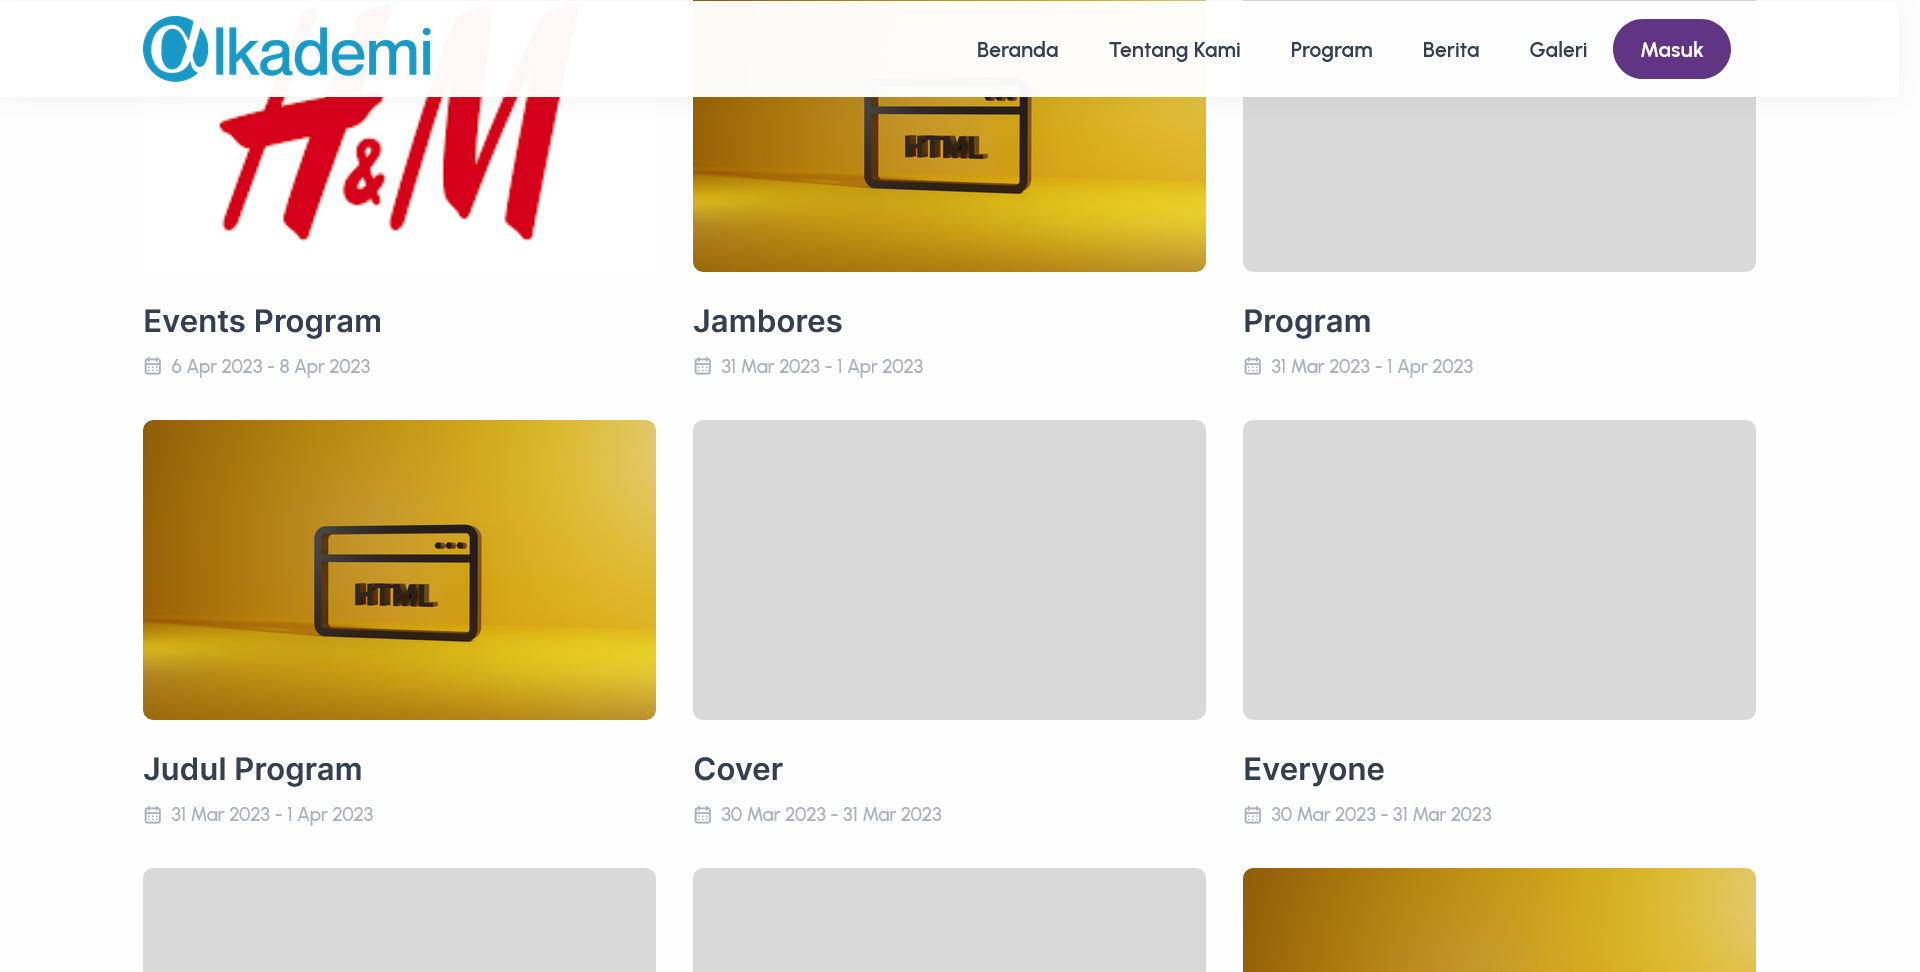 @lkademi
Beranda Tentang Kami Program Berita Galeri Masuk
H&M
HTML
Events Program
6 Apr 2023 - 8 Apr 2023
Jambores
31 Mar 2023 - 1 Apr 2023
Program
31 Mar 2023 - 1 Apr 2023
HTML
Judul Program
31 Mar 2023 - 1 Apr 2023
Cover
30 Mar 2023 - 31 Mar 2023
Everyone
30 Mar 2023 - 31 Mar 2023